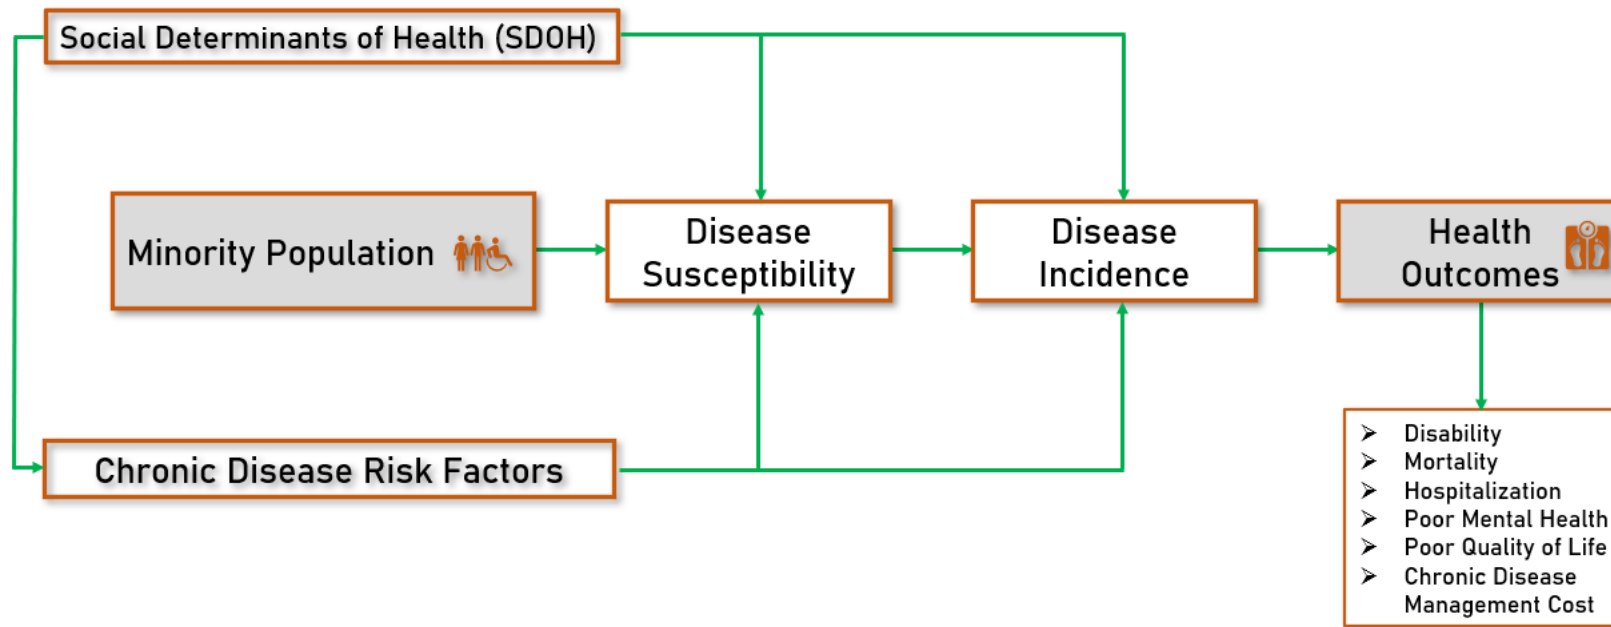 Social Determinants of Health (SDOH)
Minority Population
Disease
Susceptibility
Disease
Incidence
Health
Outcomes
Chronic Disease Risk Factors
Disability
Mortality
Hospitalization
Poor Mental Health
Poor Quality of Life
Chronic Disease
Management Cost